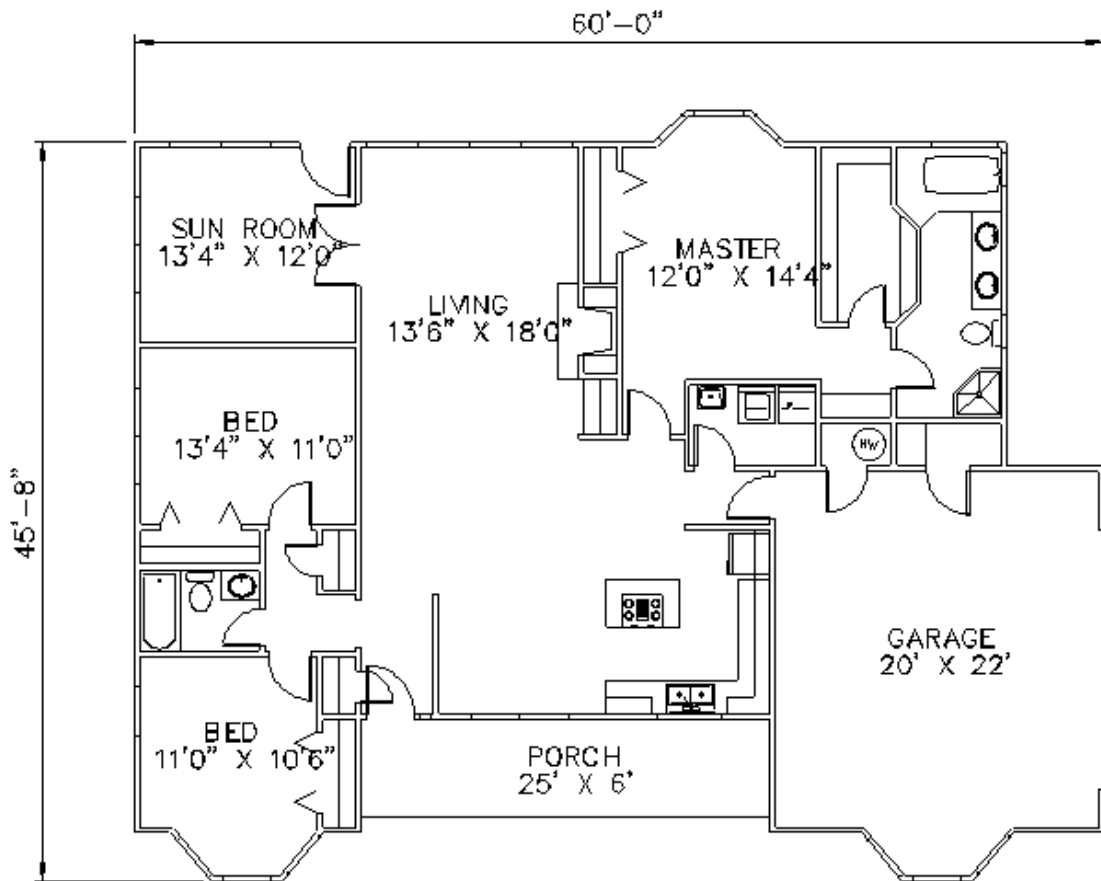 60'-0"
45'-8"
SUN ROOM
13'4" X 12'0"
MASTER
12'0" X 14'4"
LIVING
13'6" X 18'0"
BED
13'4" X 11'0"
HW
GARAGE
20' X 22'
BED
11'0" X 10'6"
PORCH
25' X 6'